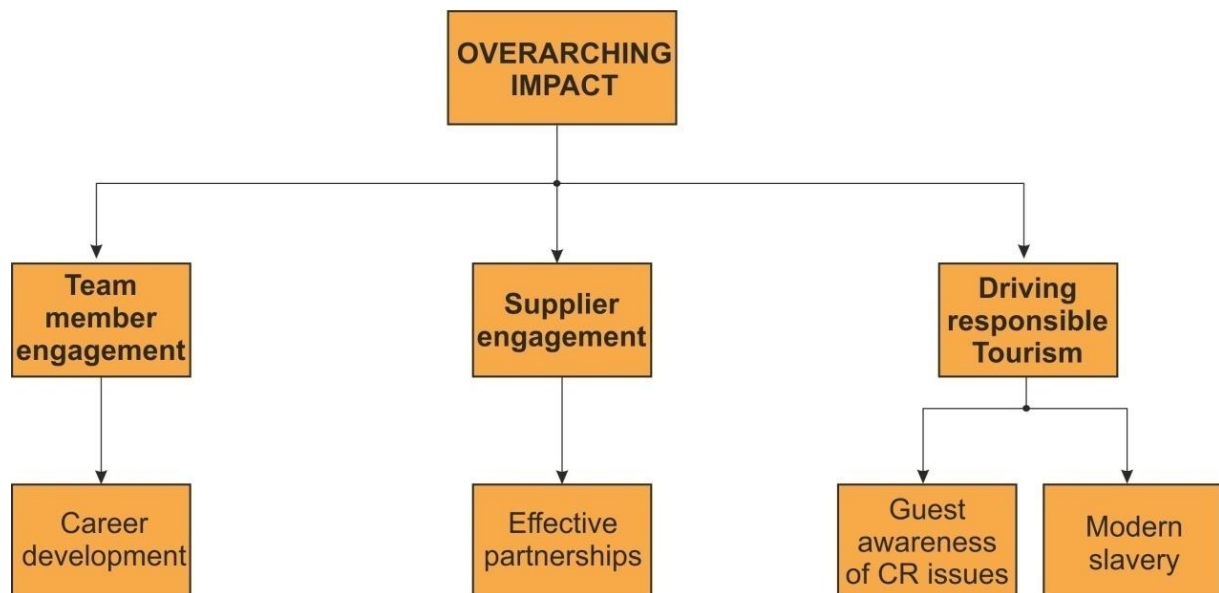 OVERARCHING
IMPACT
Team
member
engagement
Supplier
engagement
Driving
responsible
Tourism
Career
development
Effective
partnerships
Guest
awareness
of CR issues
Modern
slavery